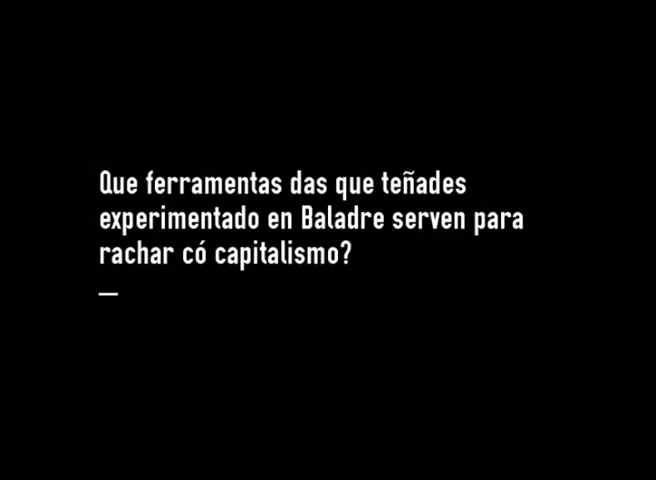 Que ferramentas das que teñades
experimentado en Baladre serven para
rachar có capitalismo?
_